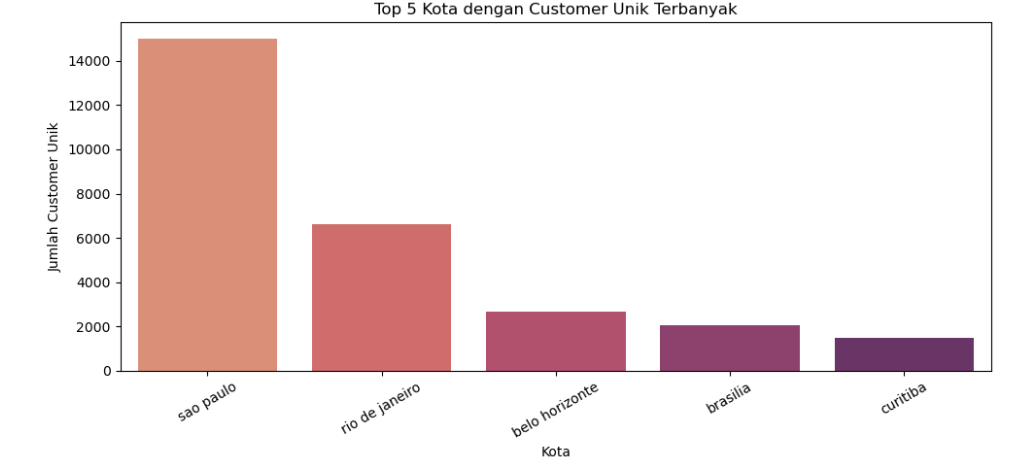 Top 5 Kota dengan Customer Unik Terbanyak
Jumlah Customer Unik
14000
12000
10000
8000
6000
4000
2000
0
sao paulo
rio de janeiro
belo horizonte
brasilia
curitiba
Kota